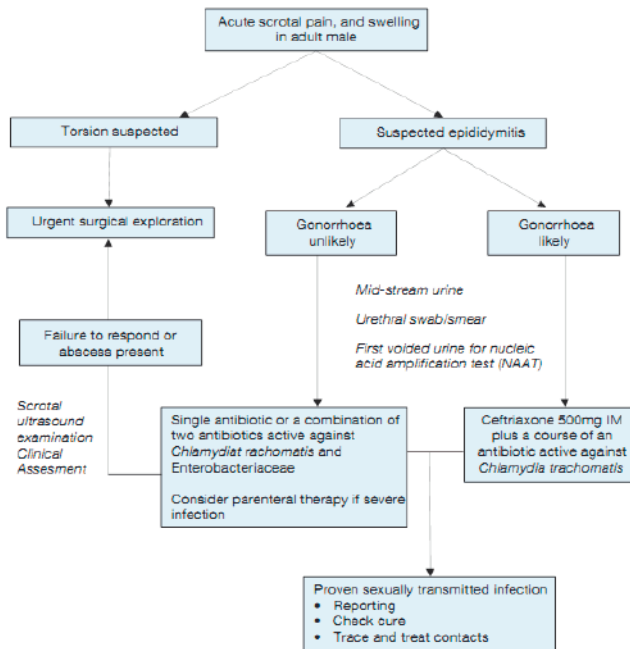 Acute scrotal pain, and swelling
in adult male
Torsion suspected
Suspected epididymitis
Urgent surgical exploration
Gonorrhoea
unlikely
Gonorrhoea
likely
Mid-stream urine
Urethral swab/smear
First voided urine for nucleic
acid amplification test (NAAT)
Failure to respond or
abscess present
Scrotal
ultrasound
examination
Clinical
Assesment
Single antibiotic or a combination of
two antibiotics active against
Chlamydiat rachomatis and
Enterobacteriaceae
Consider parenteral therapy if severe
infection
Ceftriaxone 500mg IM
plus a course of an
antibiotic active against
Chlamydia trachomatis
Proven sexually transmitted infection
• Reporting
• Check cure
• Trace and treat contacts